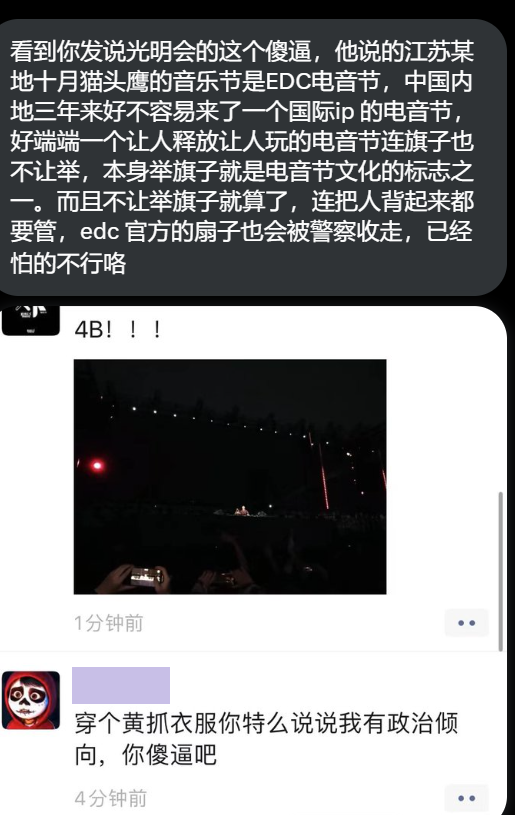 看到你发说光明会的这个傻逼，他说的江苏某
地十月猫头鹰的音乐节是EDC电音节，中国内
地三年来好不容易来了一个国际ip 的电音节，
好端端一个让人释放让人玩的电音节连旗子也
不让举，本身举旗子就是电音节文化的标志之
一。而且不让举旗子就算了，连把人背起来都
要管，edc 官方的扇子也会被警察收走，已经
怕的不行咯
4B！！！
1分钟前
穿个黄抓衣服你特么说说我有政治倾
向，你傻逼吧
4分钟前